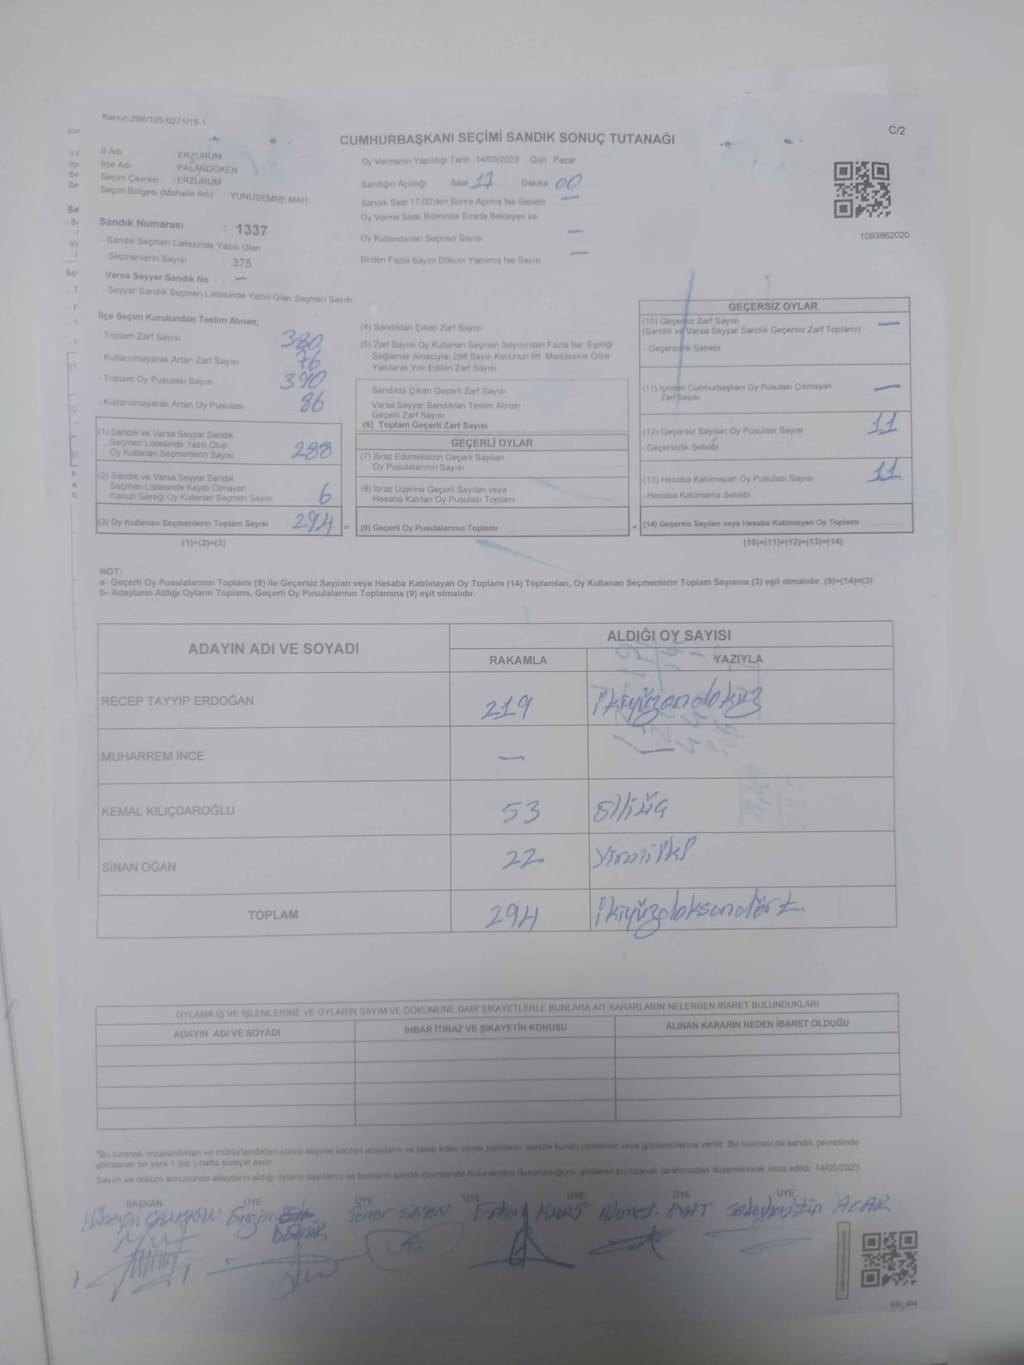 Kanun:298/105;6271/18-1
C/2
CUMHURBAŞKANI SEÇİMİ SANDIK SONUÇ TUTANAĞI
İl Adı : ERZURUM
İlçe Adı : PALANDÖKEN
Seçim Çevresi : ERZURUM
Seçim Bölgesi (Mahalle Adı) : YUNUSEMRE MAH
Oy Vermenin Yapıldığı Tarih 14/05/2023 Gün : Pazar
Sandığın Açıldığı Saat 17 Dakika 00
Sandık Saat 17:00'den Sonra Açılmış İse Sebebi —
Oy Verme Saati Bitiminde Sırada Bekleyen ve
Oy Kullandırılan Seçmen Sayısı —
Birden Fazla Sayım Döküm Yapılmış İse Sayısı —
1093862020
Sandık Numarası : 1337
- Sandık Seçmen Listesinde Yazılı Olan
Seçmenlerin Sayısı : 375
Varsa Seyyar Sandık No —
- Seyyar Sandık Seçmen Listesinde Yazılı Olan Seçmen Sayısı
İlçe Seçim Kurulundan Teslim Alınan;
- Toplam Zarf Sayısı 380
- Kullanılmayarak Artan Zarf Sayısı 76
- Toplam Oy Pusulası Sayısı 390
- Kullanılmayarak Artan Oy Pusulası 86
(1) Sandık ve Varsa Seyyar Sandık
Seçmen Listesinde Yazılı Olup
Oy Kullanan Seçmenlerin Sayısı 288
(2) Sandık ve Varsa Seyyar Sandık
Seçmen Listesinde Kayıtlı Olmayan
Kanun Gereği Oy Kullanan Seçmen Sayısı 6
(3) Oy Kullanan Seçmenlerin Toplam Sayısı 294 =
(1)+(2)=(3)
(4) Sandıktan Çıkan Zarf Sayısı
(5) Zarf Sayısı Oy Kullanan Seçmen Sayısından Fazla İse, Eşitliği
Sağlamak Amacıyla, 298 Sayılı Kanunun 98. Maddesine Göre
Yakılarak Yok Edilen Zarf Sayısı
Sandıkta Çıkan Geçerli Zarf Sayısı
Varsa Seyyar Sandıktan Teslim Alınan
Geçerli Zarf Sayısı
(6) Toplam Geçerli Zarf Sayısı
GEÇERLİ OYLAR
(7) İtiraz Edilmeksizin Geçerli Sayılan
Oy Pusulalarının Sayısı
(8) İtiraz Üzerine Geçerli Sayılan veya
Hesaba Katılan Oy Pusulası Toplamı
(9) Geçerli Oy Pusulalarının Toplamı +
GEÇERSİZ OYLAR
(10) Geçersiz Zarf Sayısı —
(Sandık ve Varsa Seyyar Sandık Geçersiz Zarf Toplamı)
- Geçersizlik Sebebi
(11) İçinden Cumhurbaşkanı Oy Pusulası Çıkmayan —
Zarf Sayısı
(12) Geçersiz Sayılan Oy Pusulası Sayısı 11
- Geçersizlik Sebebi
(13) Hesaba Katılmayan Oy Pusulası Sayısı 11
- Hesaba Katılmama Sebebi
(14) Geçersiz Sayılan veya Hesaba Katılmayan Oy Toplamı
(10)+(11)+(12)+(13)=(14)
NOT:
a- Geçerli Oy Pusulalarının Toplamı (9) ile Geçersiz Sayılan veya Hesaba Katılmayan Oy Toplamı (14) Toplamları, Oy Kullanan Seçmenlerin Toplam Sayısına (3) eşit olmalıdır. (9)+(14)=(3)
b- Adayların Aldığı Oyların Toplamı, Geçerli Oy Pusulalarının Toplamına (9) eşit olmalıdır.
ADAYIN ADI VE SOYADI
ALDIĞI OY SAYISI
RAKAMLA YAZIYLA
RECEP TAYYİP ERDOĞAN 219 ikiyüzondokuz
MUHARREM İNCE —
KEMAL KILIÇDAROĞLU 53 Elliüç
SİNAN OĞAN 22 Yirmiiki
TOPLAM 294 ikiyüzdoksandört
OYLAMA İŞ VE İŞLEMLERİNE VE OYLARIN SAYIM VE DÖKÜMÜNE DAİR ŞİKAYETLERLE BUNLARA AİT KARARLARIN NELERDEN İBARET BULUNDUKLARI
ADAYIN ADI VE SOYADI İHBAR İTİRAZ VE ŞİKAYETİN KONUSU ALINAN KARARIN NEDEN İBARET OLDUĞU
*Bu tutanak imzalandıktan ve mühürlendikten sonra seçime katılan adayların ve talep eden siyasi partilerin sandık kurulu üyelerine veya gözlemcilerine verilir. Bir nüshası da sandık çevresinde
görülecek bir yere 1 (bir) hafta süreyle asılır.
Sayım ve döküm sonucunda adayların aldığı oyların sayılarını ve bunların sandık çevresinde bulunanlara duyurulduğunu gösteren bu tutanak tarafımızdan düzenlenerek imza edildi. 14/05/2023
BAŞKAN ÜYE ÜYE ÜYE ÜYE ÜYE ÜYE
Hüseyin Engin DEMİR Taner SİNAN Erkan KURT Ahmet ACAR